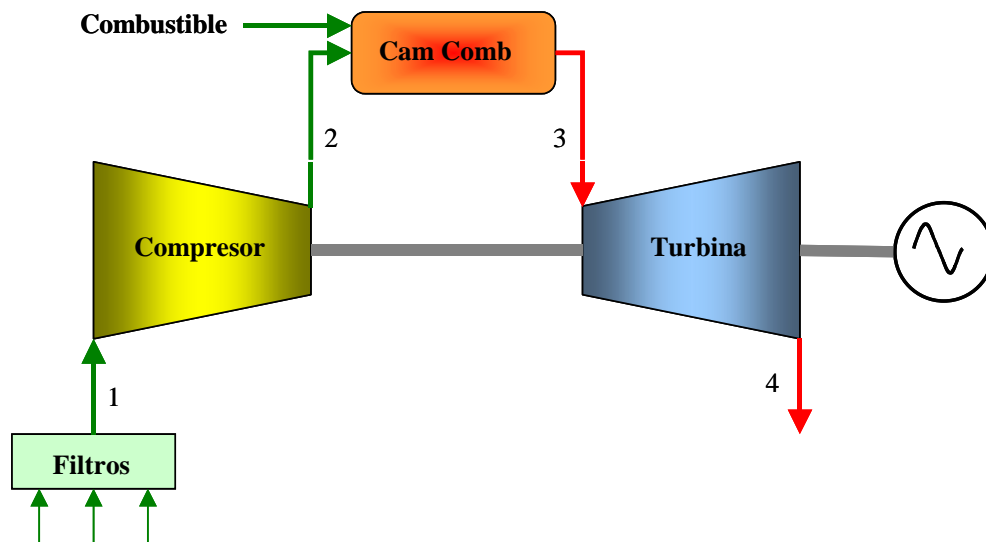 Combustible
Cam Comb
2
3
Compresor
Turbina
1
4
Filtros